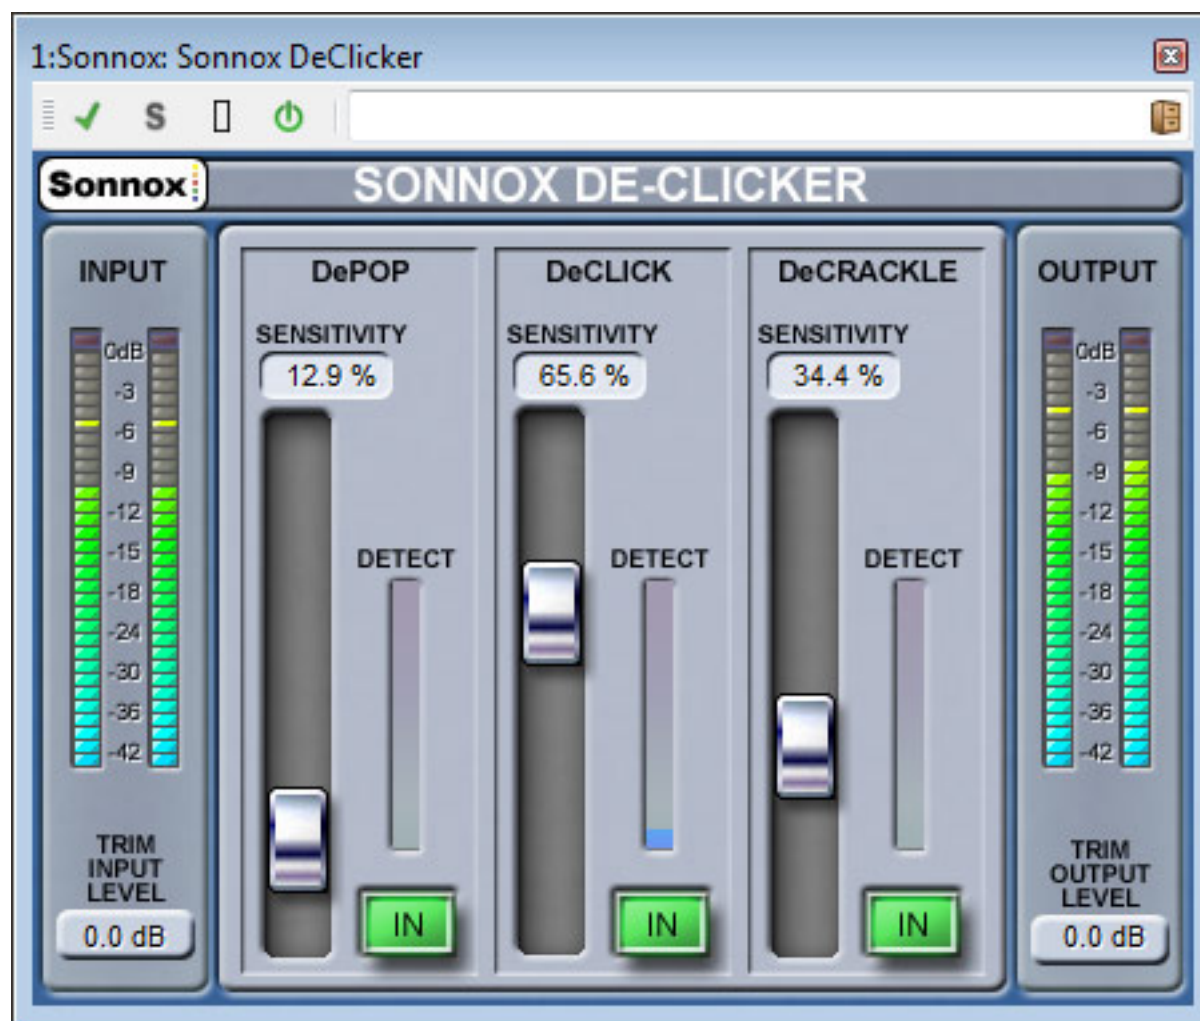 1:Sonnox: Sonnox DeClicker
S
Sonnox
SONNOX DE-CLICKER
INPUT
0dB
-3
-6
-9
-12
-15
-18
-24
-30
-36
-42
TRIM
INPUT
LEVEL
0.0 dB
DePOP
SENSITIVITY
12.9 %
DETECT
IN
DeCLICK
SENSITIVITY
65.6 %
DETECT
IN
DeCRACKLE
SENSITIVITY
34.4 %
DETECT
IN
OUTPUT
0dB
-3
-6
-9
-12
-15
-18
-24
-30
-36
-42
TRIM
OUTPUT
LEVEL
0.0 dB